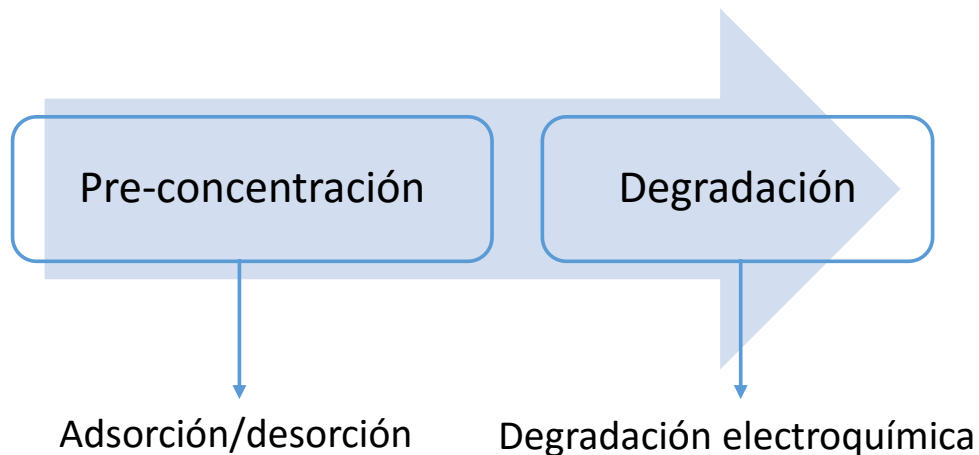 Pre-concentración
Degradación
Adsorción/desorción
Degradación electroquímica